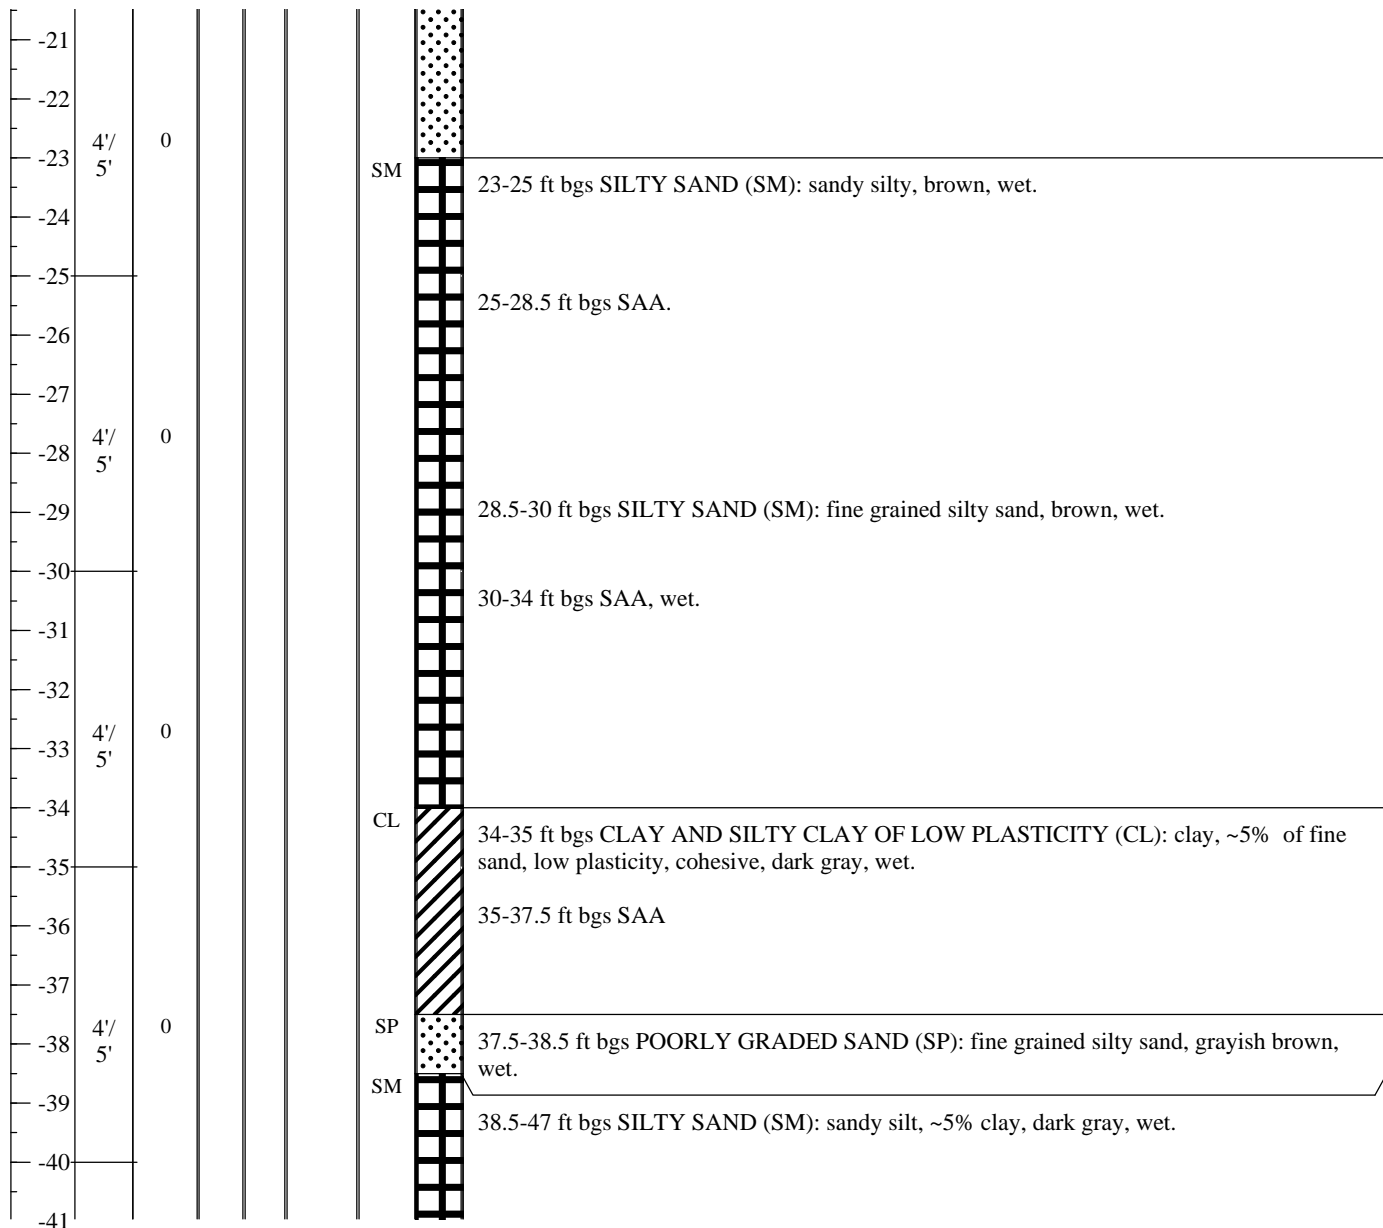 -21
-22
4'/
5'
0
-23
SM
23-25 ft bgs SILTY SAND (SM): sandy silty, brown, wet.
-24
-25
25-28.5 ft bgs SAA.
-26
-27
4'/
5'
0
-28
28.5-30 ft bgs SILTY SAND (SM): fine grained silty sand, brown, wet.
-29
-30
30-34 ft bgs SAA, wet.
-31
-32
4'/
5'
0
-33
-34
CL
34-35 ft bgs CLAY AND SILTY CLAY OF LOW PLASTICITY (CL): clay, ~5% of fine
sand, low plasticity, cohesive, dark gray, wet.
-35
35-37.5 ft bgs SAA
-36
-37
4'/
5'
0
SP
-38
37.5-38.5 ft bgs POORLY GRADED SAND (SP): fine grained silty sand, grayish brown,
wet.
SM
-39
38.5-47 ft bgs SILTY SAND (SM): sandy silt, ~5% clay, dark gray, wet.
-40
-41